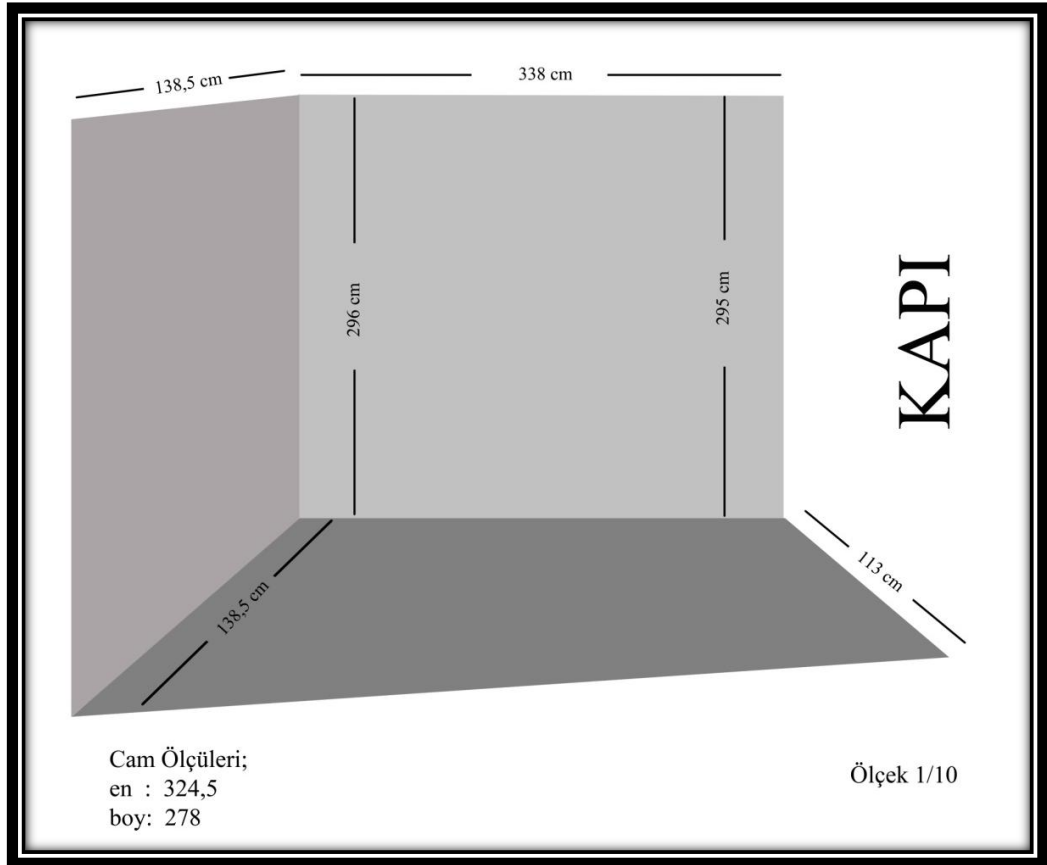 138,5 cm
338 cm
296 cm
295 cm
KAPI
138,5 cm
113 cm
Cam Ölçüleri;
en : 324,5
boy: 278
Ölçek 1/10